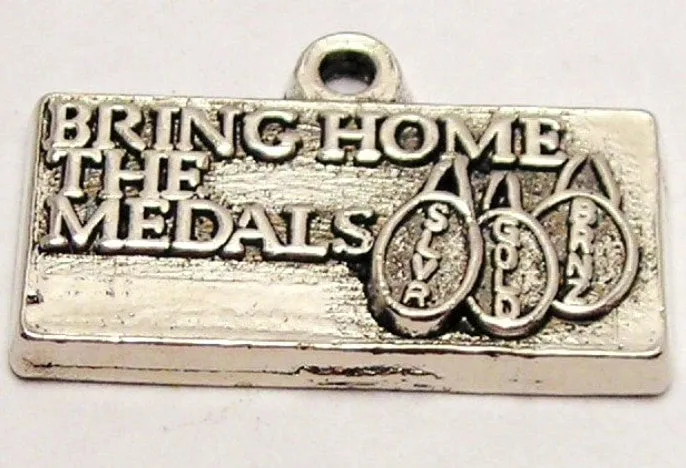 BRING HOME
THE
MEDALS
SLVR
GOLD
BRNZ